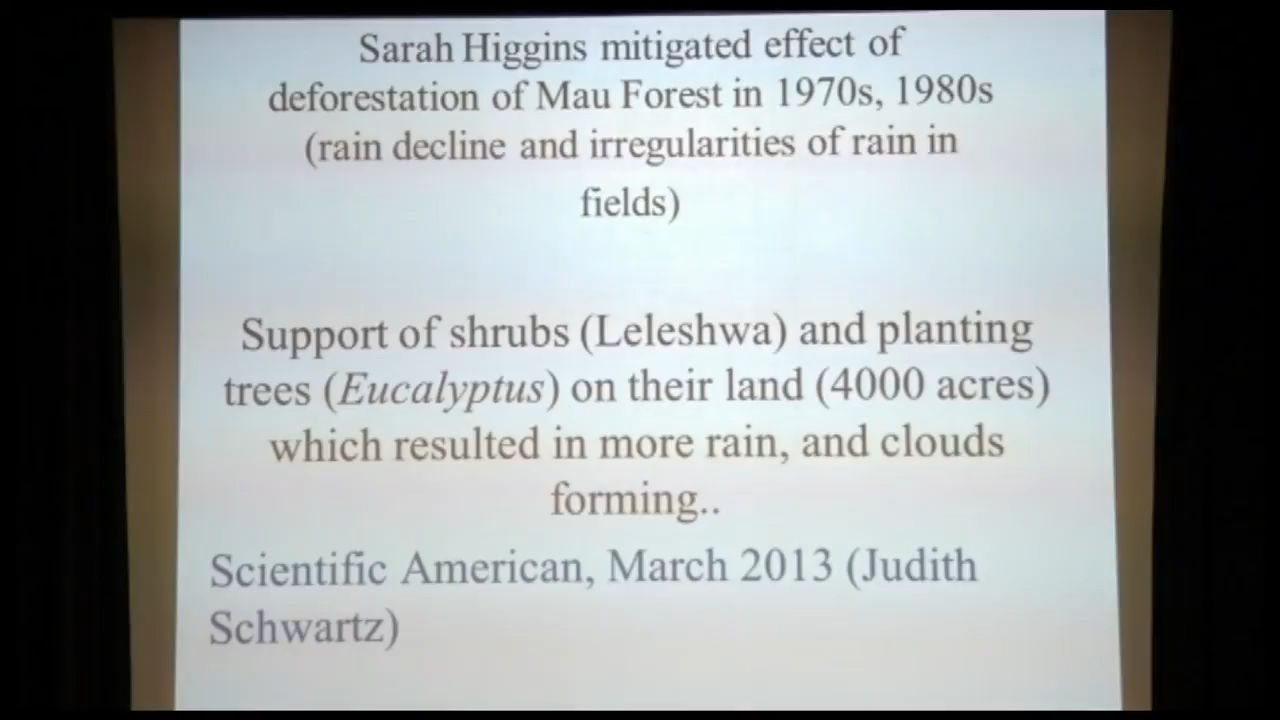 Sarah Higgins mitigated effect of
deforestation of Mau Forest in 1970s, 1980s
(rain decline and irregularities of rain in
fields)
Support of shrubs (Leleshwa) and planting
trees (Eucalyptus) on their land (4000 acres)
which resulted in more rain, and clouds
forming..
Scientific American, March 2013 (Judith
Schwartz)